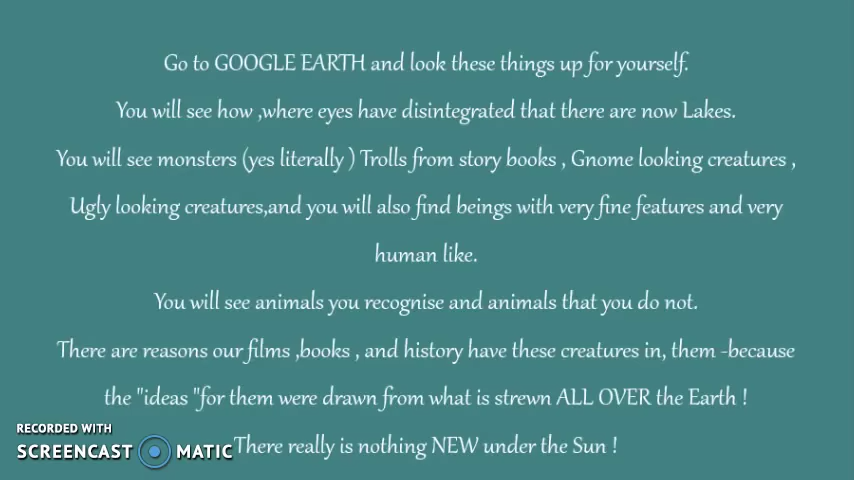 Go to GOOGLE EARTH and look these things up for yourself.
You will see how ,where eyes have disintegrated that there are now Lakes.
You will see monsters (yes literally ) Trolls from story books , Gnome looking creatures ,
Ugly looking creatures,and you will also find beings with very fine features and very
human like.
You will see animals you recognise and animals that you do not.
There are reasons our films ,books , and history have these creatures in, them -because
the "ideas "for them were drawn from what is strewn ALL OVER the Earth !
There really is nothing NEW under the Sun !
RECORDED WITH
SCREENCAST MATIC